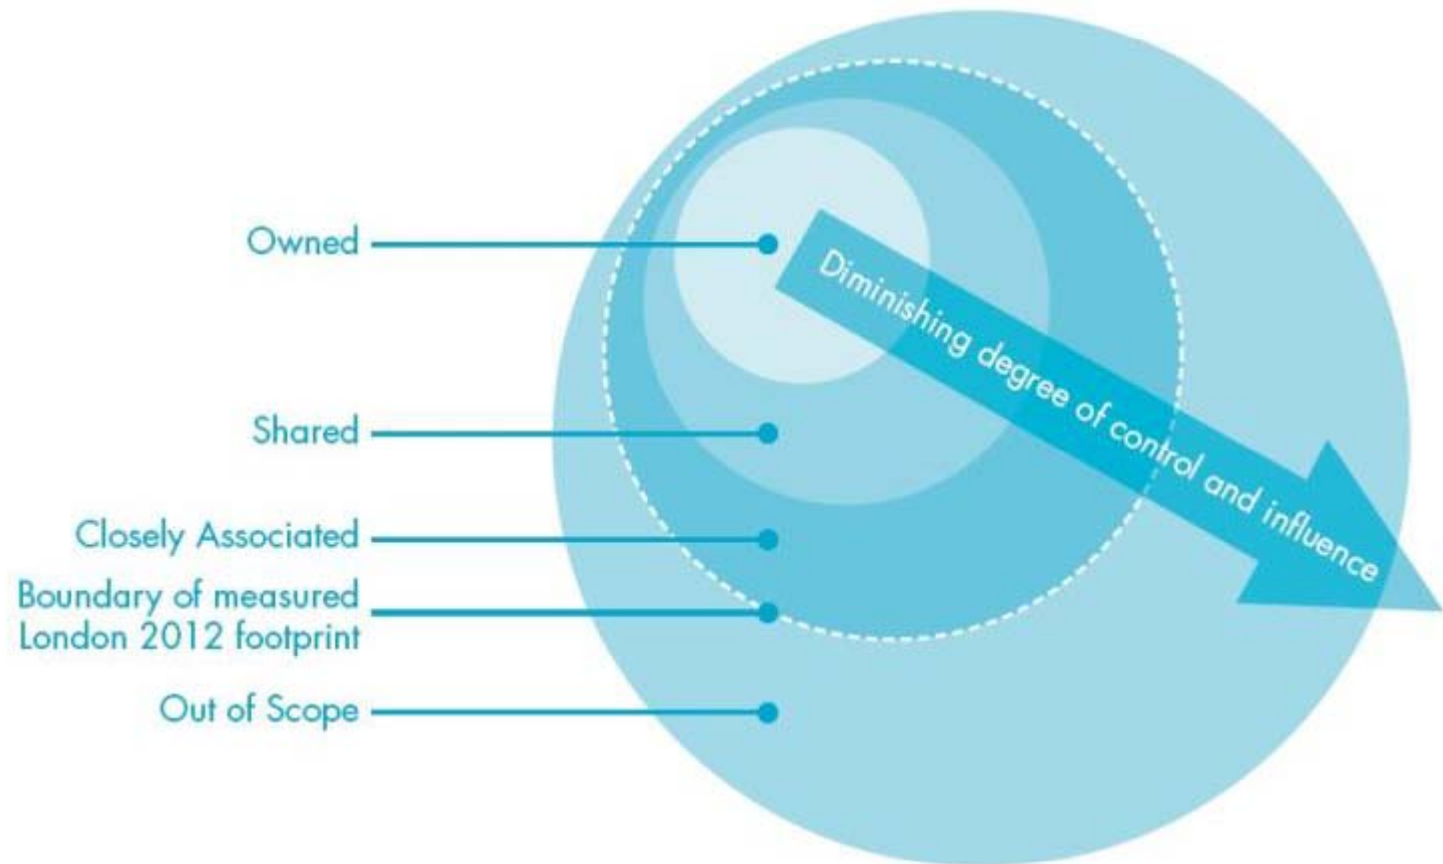 Owned
Shared
Closely Associated
Boundary of measured
London 2012 footprint
Out of Scope
Diminishing degree of control and influence